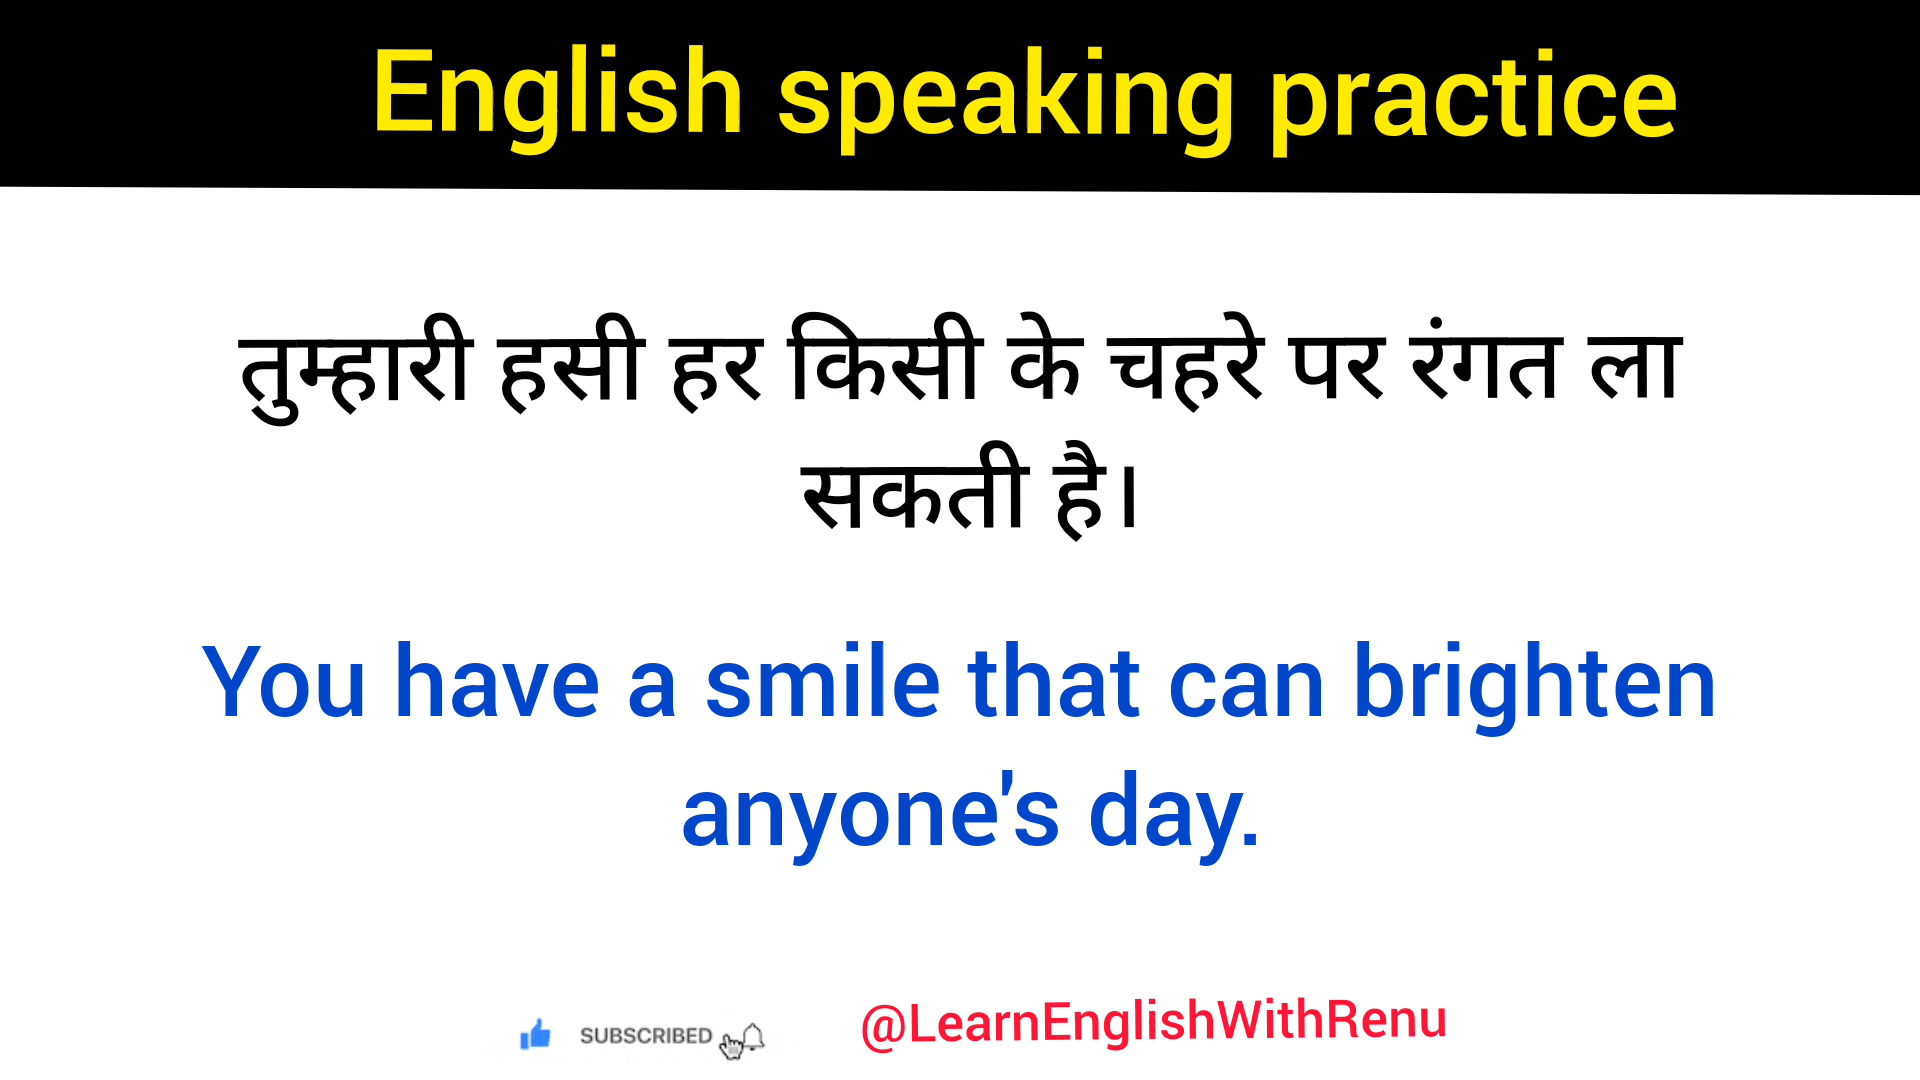 English speaking practice
तुम्हारी हसी हर किसी के चहरे पर रंगत ला
सकती है।
You have a smile that can brighten
anyone's day.
SUBSCRIBED
@LearnEnglishWithRenu